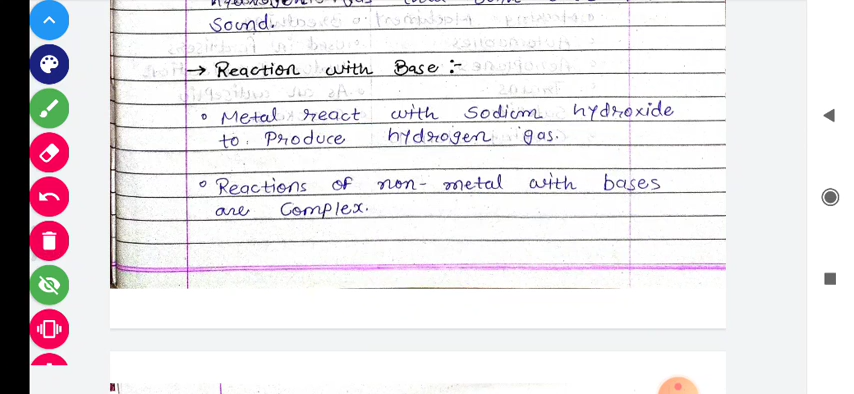 Sound.
→ Reaction with Base :-
° Metal react with Sodium hydroxide
to. Produce hydrogen gas.
° Reactions of non-metal with bases
are Complex.